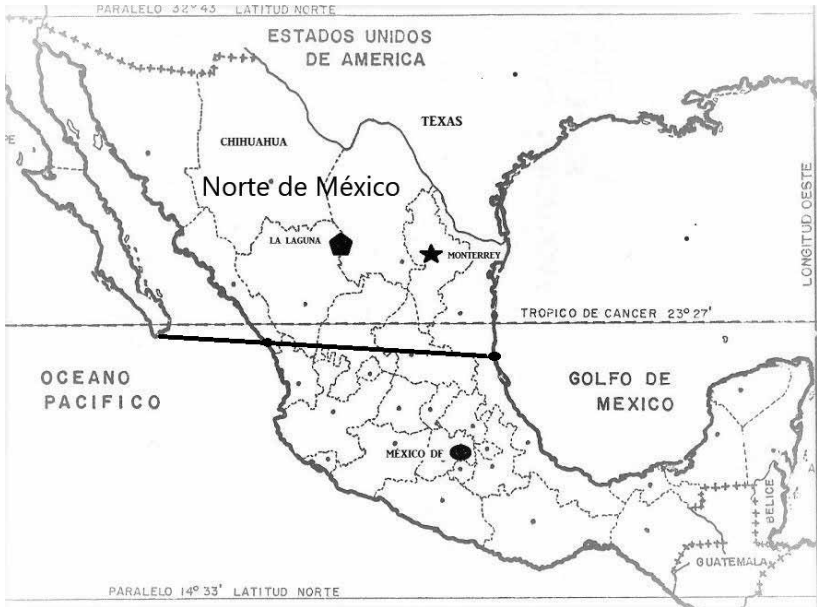 PARALELO 32°43 LATITUD NORTE
ESTADOS UNIDOS
DE AMERICA
TEXAS
CHIHUAHUA
Norte de México
LA LAGUNA
MONTERREY
LONGITUD OESTE
TROPICO DE CANCER 23°27'
OCEANO
PACIFICO
GOLFO DE
MEXICO
MÉXICO DF
BELICE
GUATEMALA
PARALELO 14°33' LATITUD NORTE